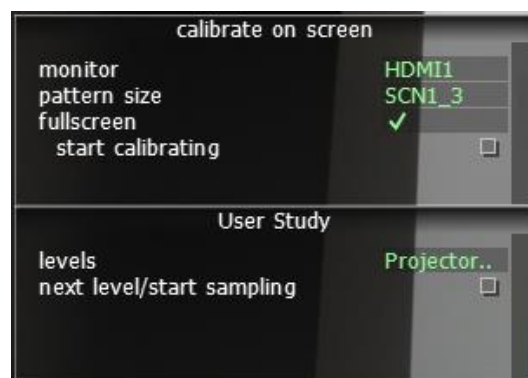 calibrate on screen
monitor HDMI1
pattern size SCN1_3
fullscreen
start calibrating
User Study
levels Projector..
next level/start sampling